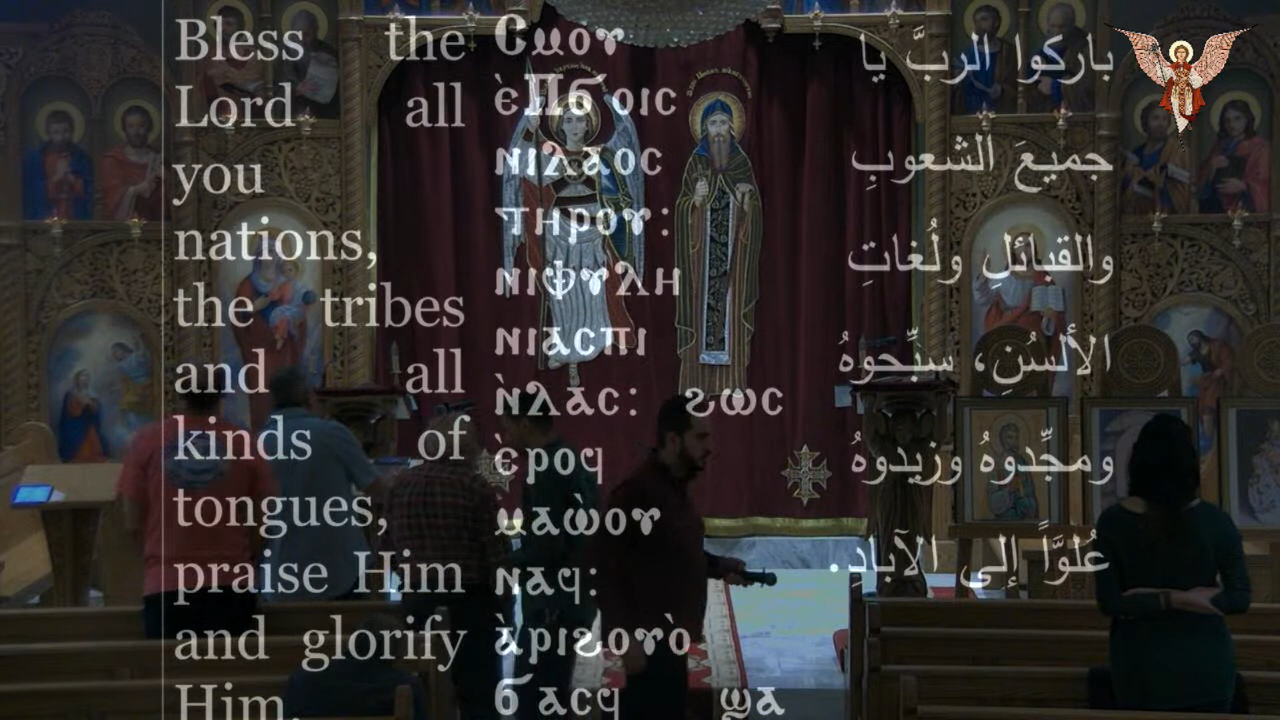 Bless the
Lord all
you
nations,
the tribes
and all
kinds of
tongues,
praise Him
and glorify
Him,
Ⲥⲙⲟⲩ
ⲉ̀Ⲡϭⲟⲓⲥ
ⲛⲓⲗⲁⲟⲥ
ⲧⲏⲣⲟⲩ:
ⲛⲓⲫⲩⲗⲏ
ⲛⲓⲁⲥⲡⲓ
ⲛ̀ⲗⲁⲥ: ϩⲱⲥ
ⲉ̀ⲣⲟϥ
ⲙⲁⲱ̀ⲟⲩ
ⲛⲁϥ:
ⲁ̀ⲣⲓϩⲟⲩⲟ̀
ϭⲁⲥϥ ϣⲁ
باركوا الربَّ يا
جميعَ الشعوبِ
والقبائلِ ولُغاتِ
الألسُنِ، سبِّحوهُ
ومجِّدوهُ وزيدوهُ
عُلوَّاً إلى الآبادِ.